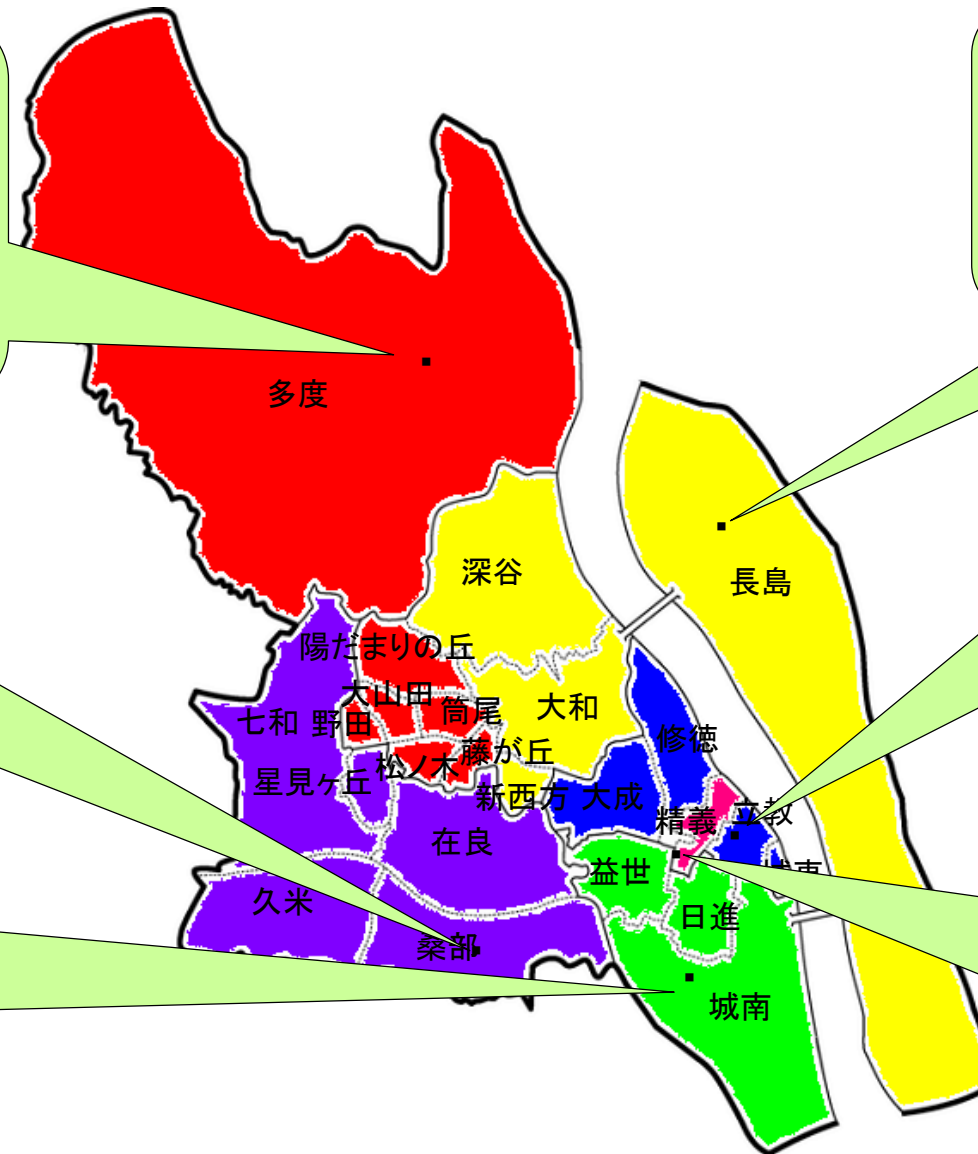 多度
深谷
長島
陽だまりの丘
大山田
七和
野田
筒尾
大和
修徳
藤が丘
松ノ木
星見ヶ丘
新西方
大成
精義
立教
在良
益世
城東
久米
日進
桑部
城南